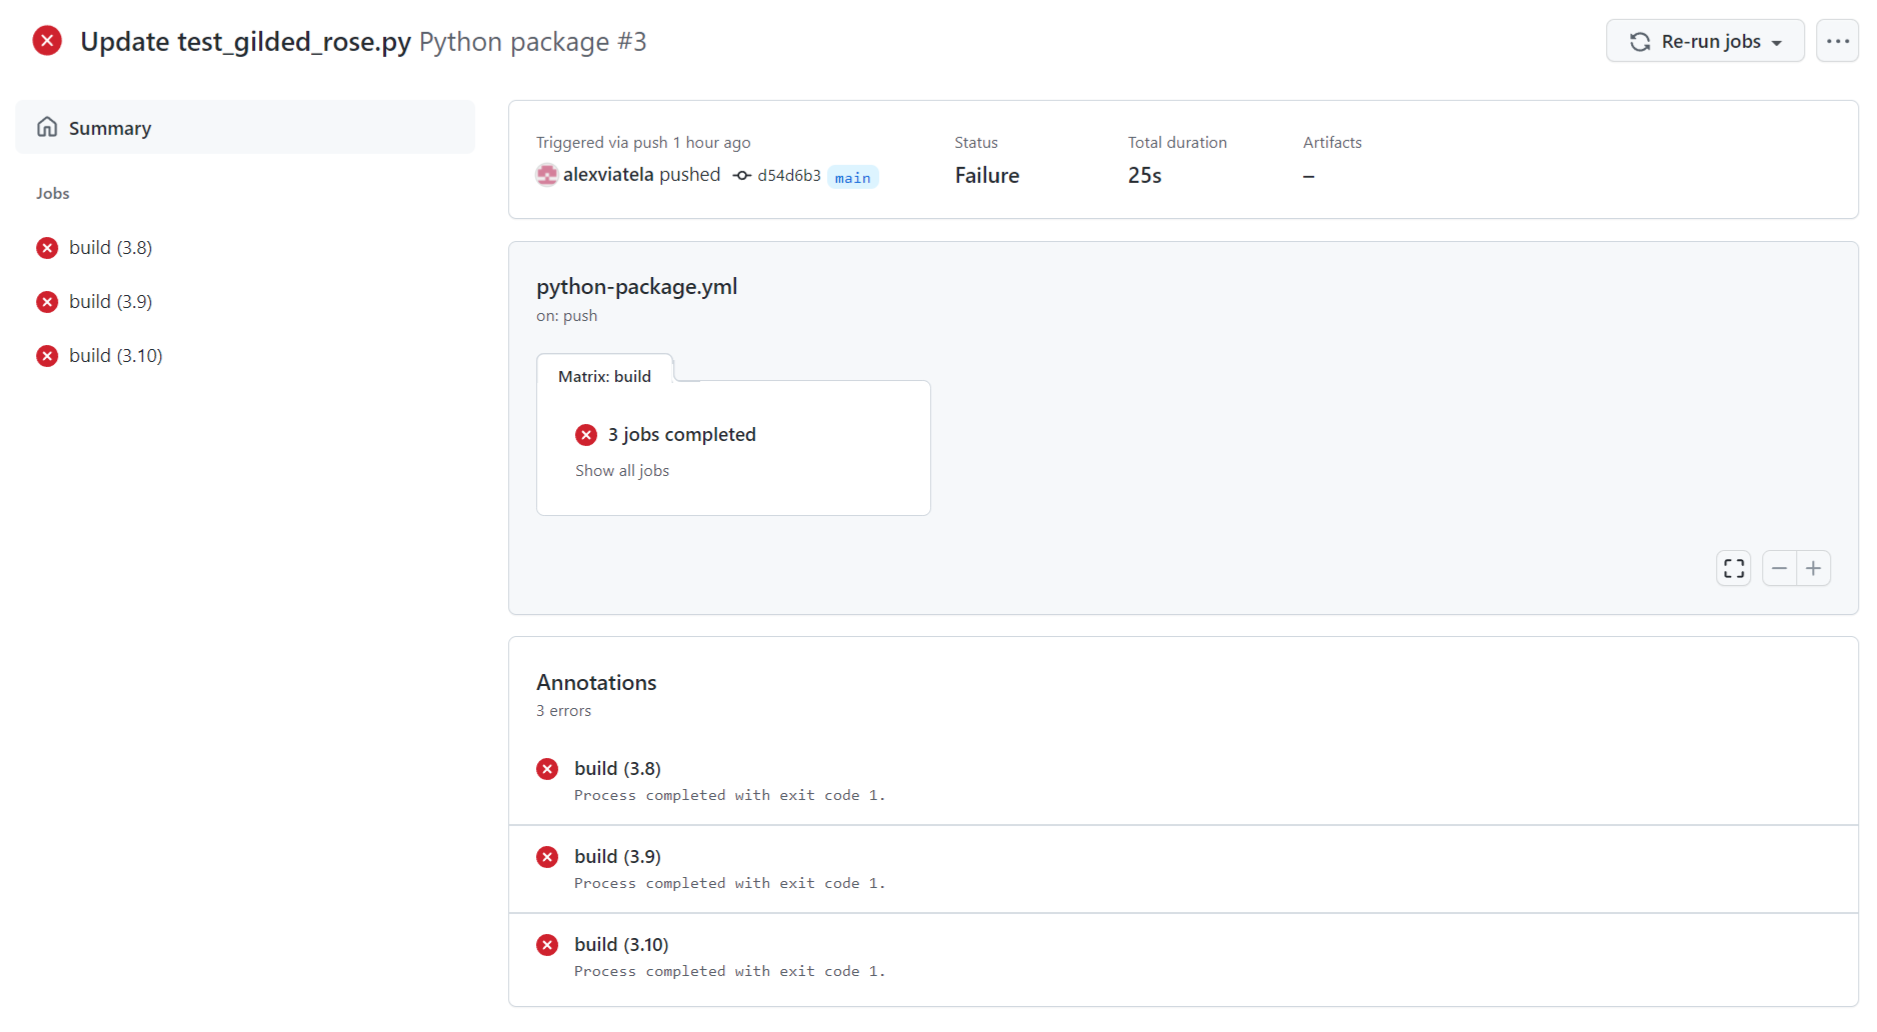 Update test_gilded_rose.py Python package #3
Re-run jobs
Summary
Jobs
build (3.8)
build (3.9)
build (3.10)
Triggered via push 1 hour ago
alexviatela pushed d54d6b3 main
Status
Failure
Total duration
25s
Artifacts
–
python-package.yml
on: push
Matrix: build
3 jobs completed
Show all jobs
Annotations
3 errors
build (3.8)
Process completed with exit code 1.
build (3.9)
Process completed with exit code 1.
build (3.10)
Process completed with exit code 1.